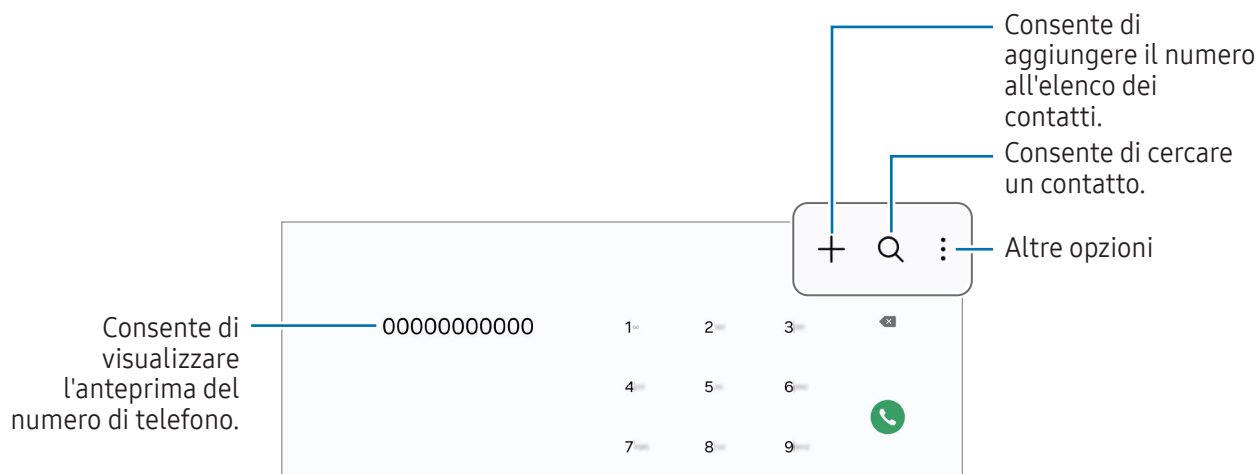 Consente di
aggiungere il numero
all'elenco dei
contatti.
Consente di cercare
un contatto.
Altre opzioni
Consente di
visualizzare
l'anteprima del
numero di telefono.
00000000000
1 2 3
4 5 6
7 8 9